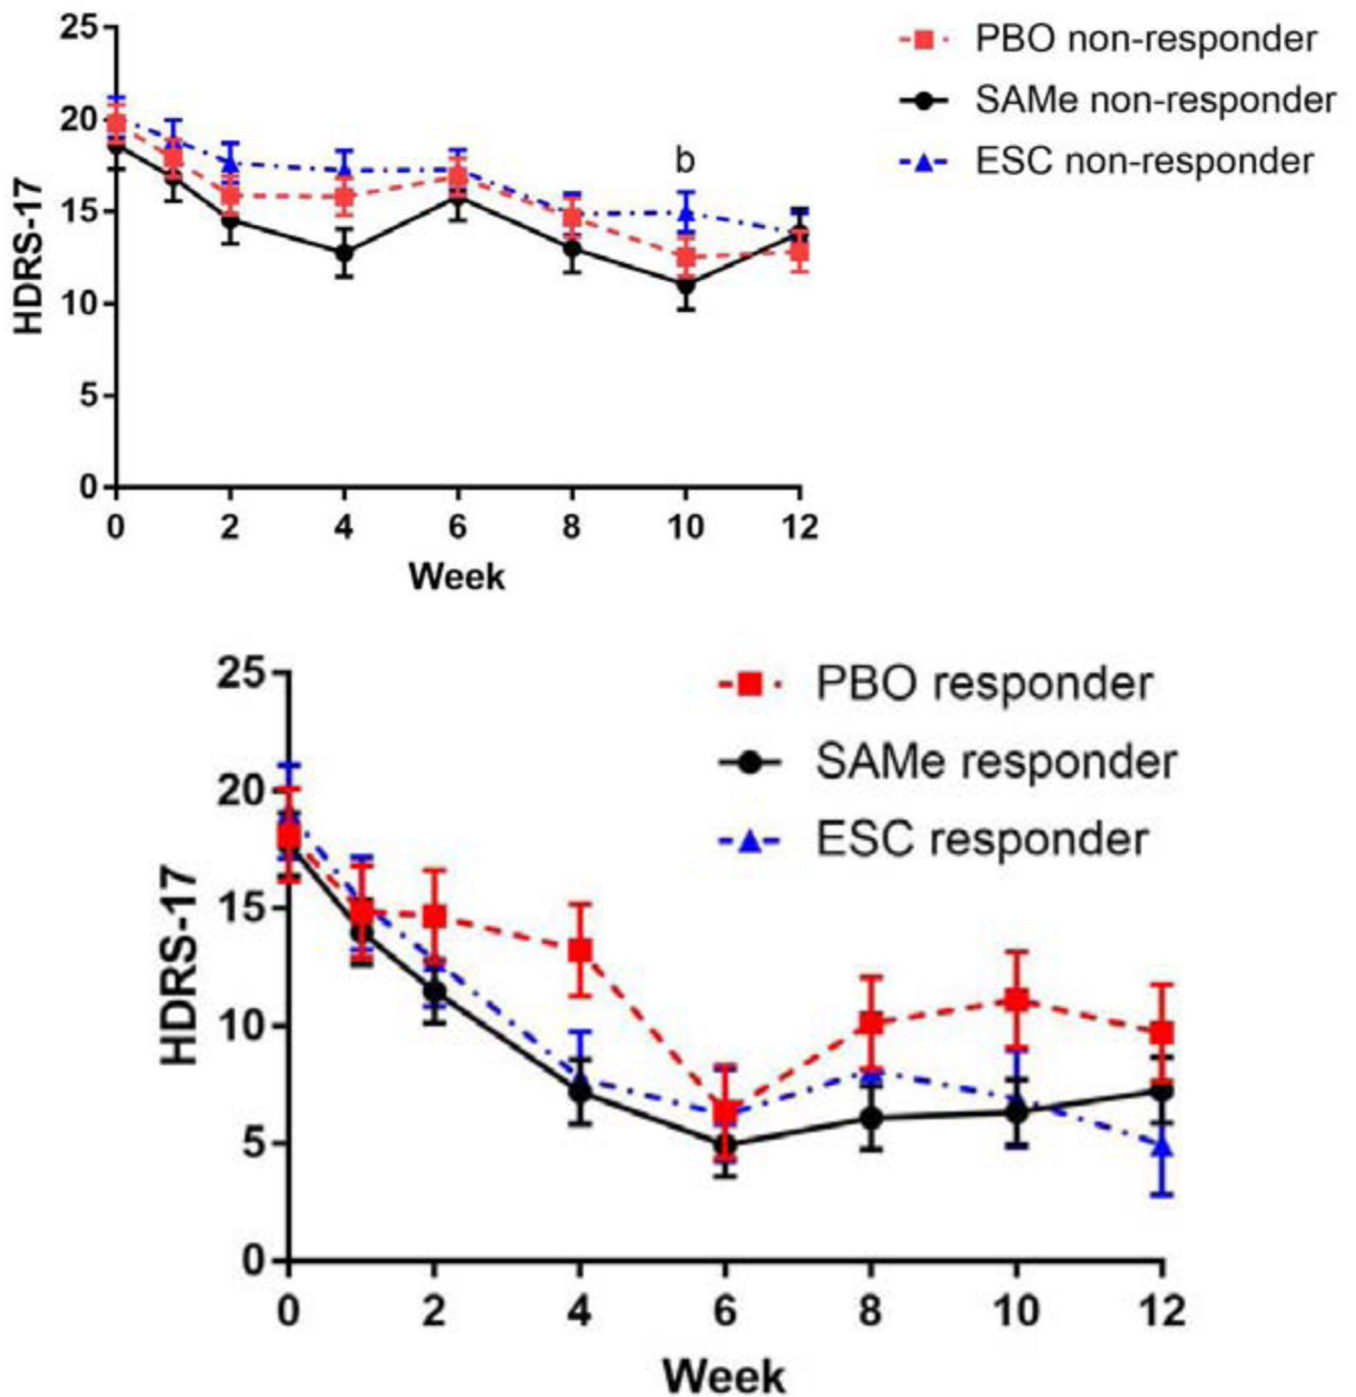 25
20
15
10
5
0
HDRS-17
0 2 4 6 8 10 12
Week
b
PBO non-responder
SAMe non-responder
ESC non-responder
25
20
15
10
5
0
HDRS-17
0 2 4 6 8 10 12
Week
PBO responder
SAMe responder
ESC responder